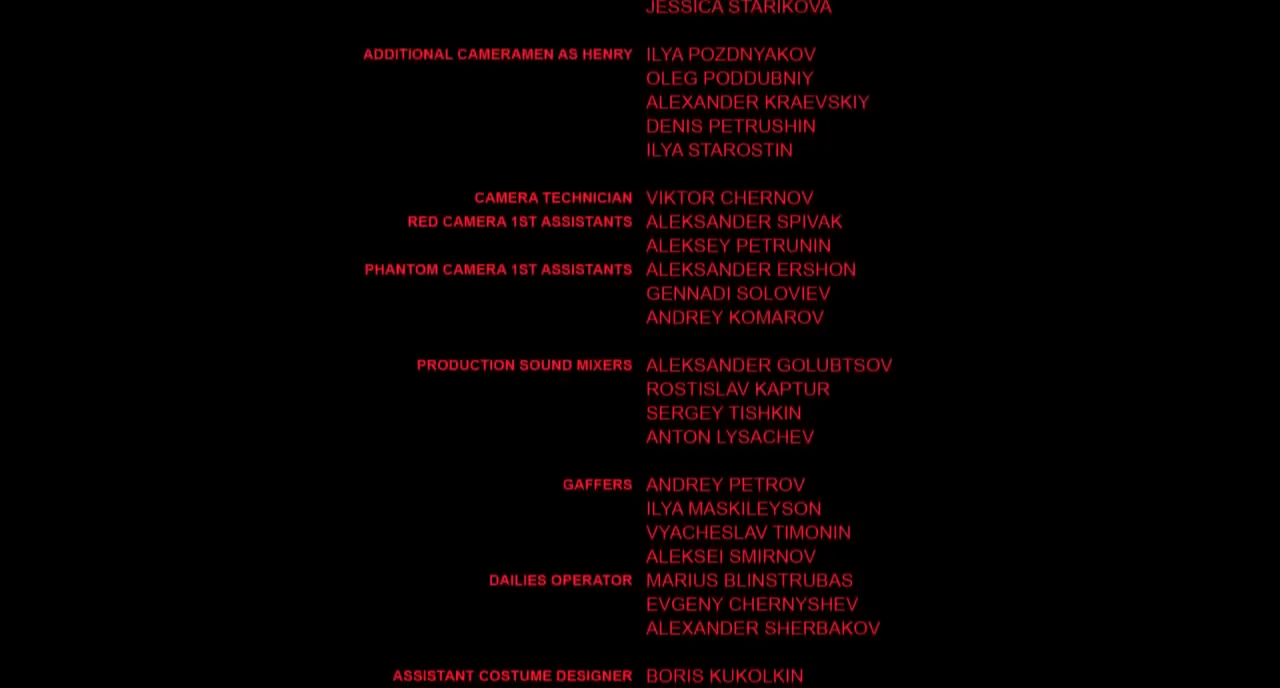 JESSICA STARIKOVA
ADDITIONAL CAMERAMEN AS HENRY ILYA POZDNYAKOV
OLEG PODDUBNIY
ALEXANDER KRAEVSKIY
DENIS PETRUSHIN
ILYA STAROSTIN
CAMERA TECHNICIAN VIKTOR CHERNOV
RED CAMERA 1ST ASSISTANTS ALEKSANDER SPIVAK
ALEKSEY PETRUNIN
PHANTOM CAMERA 1ST ASSISTANTS ALEKSANDER ERSHON
GENNADI SOLOVIEV
ANDREY KOMAROV
PRODUCTION SOUND MIXERS ALEKSANDER GOLUBTSOV
ROSTISLAV KAPTUR
SERGEY TISHKIN
ANTON LYSACHEV
GAFFERS ANDREY PETROV
ILYA MASKILEYSON
VYACHESLAV TIMONIN
ALEKSEI SMIRNOV
DAILIES OPERATOR MARIUS BLINSTRUBAS
EVGENY CHERNYSHEV
ALEXANDER SHERBAKOV
ASSISTANT COSTUME DESIGNER BORIS KUKOLKIN